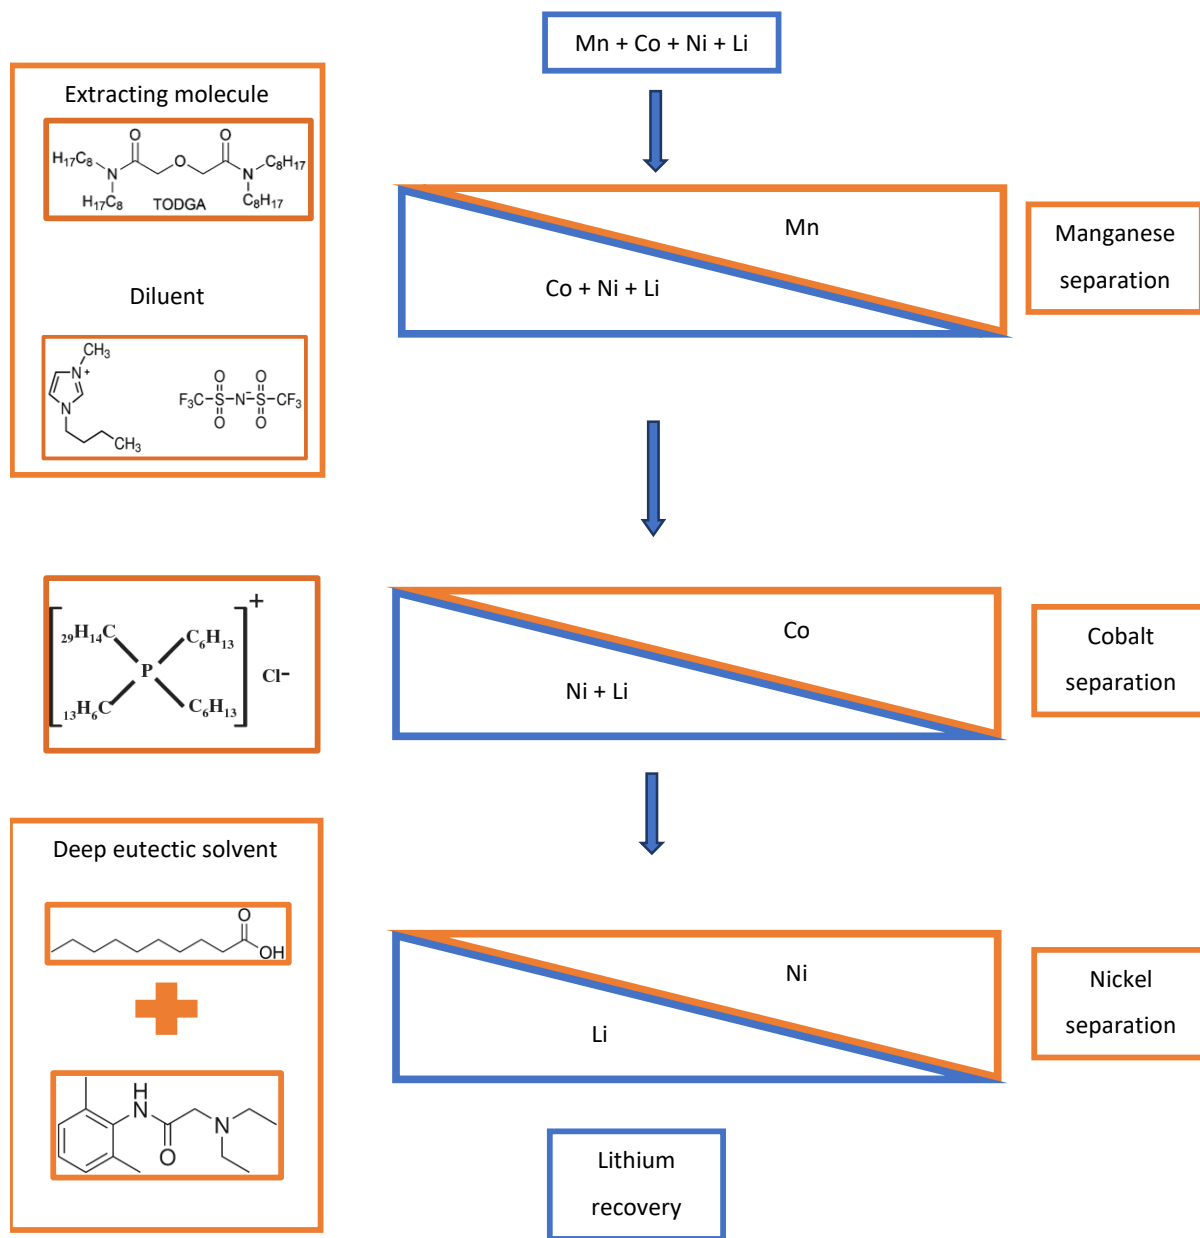 Mn + Co + Ni + Li
Extracting molecule
O O
H₁₇C₈ N O N C₈H₁₇
H₁₇C₈ TODGA C₈H₁₇
Mn
Co + Ni + Li
Manganese
separation
Diluent
CH₃
N⁺
N
CH₃
O O
F₃C S N⁻ S CF₃
O O
[₂₉H₁₄C C₆H₁₃
P
₁₃H₆C C₆H₁₃]⁺ Cl⁻
Co
Ni + Li
Cobalt
separation
Deep eutectic solvent
O
OH
H
N
N
O
Ni
Li
Nickel
separation
Lithium
recovery